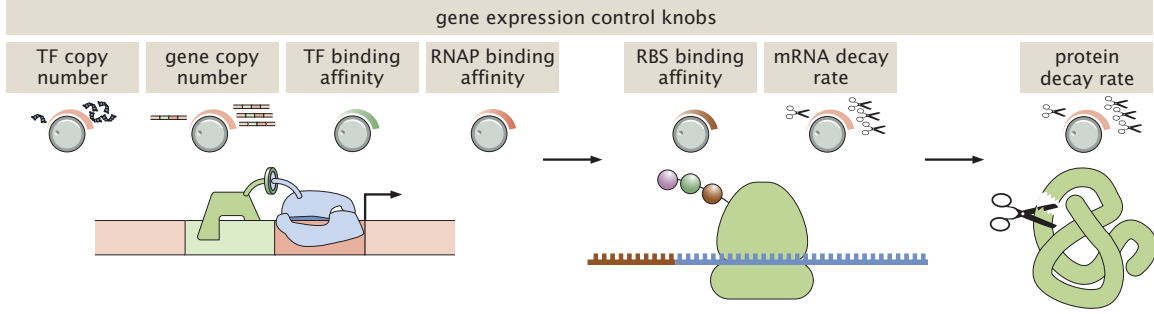 gene expression control knobs
TF copy
number
gene copy
number
TF binding
affinity
RNAP binding
affinity
RBS binding
affinity
mRNA decay
rate
protein
decay rate